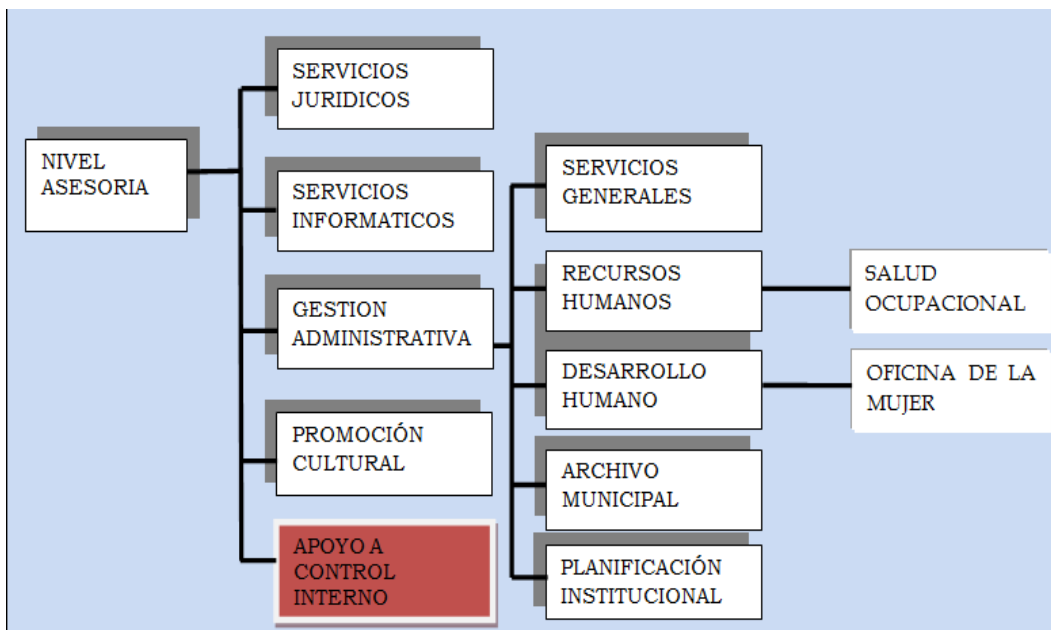 NIVEL
ASESORIA
SERVICIOS
JURIDICOS
SERVICIOS
INFORMATICOS
GESTION
ADMINISTRATIVA
PROMOCIÓN
CULTURAL
APOYO A
CONTROL
INTERNO
SERVICIOS
GENERALES
RECURSOS
HUMANOS
DESARROLLO
HUMANO
ARCHIVO
MUNICIPAL
PLANIFICACIÓN
INSTITUCIONAL
SALUD
OCUPACIONAL
OFICINA DE LA
MUJER